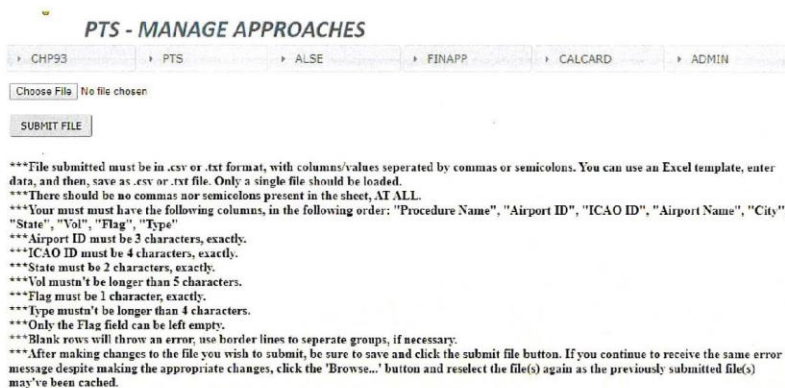 PTS - MANAGE APPROACHES
CHP93 PTS ALSE FINAPP CALCARD ADMIN
Choose File No file chosen
SUBMIT FILE
***File submitted must be in .csv or .txt format, with columns/values seperated by commas or semicolons. You can use an Excel template, enter
data, and then, save as .csv or .txt file. Only a single file should be loaded.
***There should be no commas nor semicolons present in the sheet, AT ALL.
***Your must must have the following columns, in the following order: "Procedure Name", "Airport ID", "ICAO ID", "Airport Name", "City",
"State", "Vol", "Flag", "Type"
***Airport ID must be 3 characters, exactly.
***ICAO ID must be 4 characters, exactly.
***State must be 2 characters, exactly.
***Vol mustn't be longer than 5 characters.
***Flag must be 1 character, exactly.
***Type mustn't be longer than 4 characters.
***Only the Flag field can be left empty.
***Blank rows will throw an error, use border lines to seperate groups, if necessary.
***After making changes to the file you wish to submit, be sure to save and click the submit file button. If you continue to receive the same error
message despite making the appropriate changes, click the 'Browse...' button and reselect the file(s) again as the previously submitted file(s)
may've been cached.